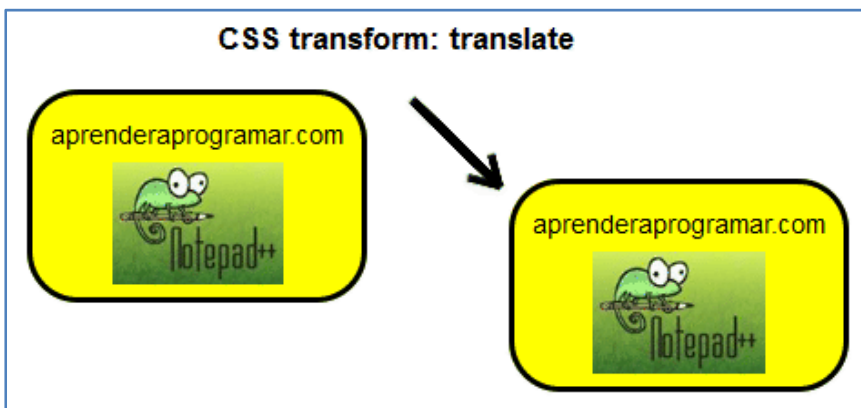 CSS transform: translate
aprenderaprogramar.com
Notepad++
aprenderaprogramar.com
Notepad++